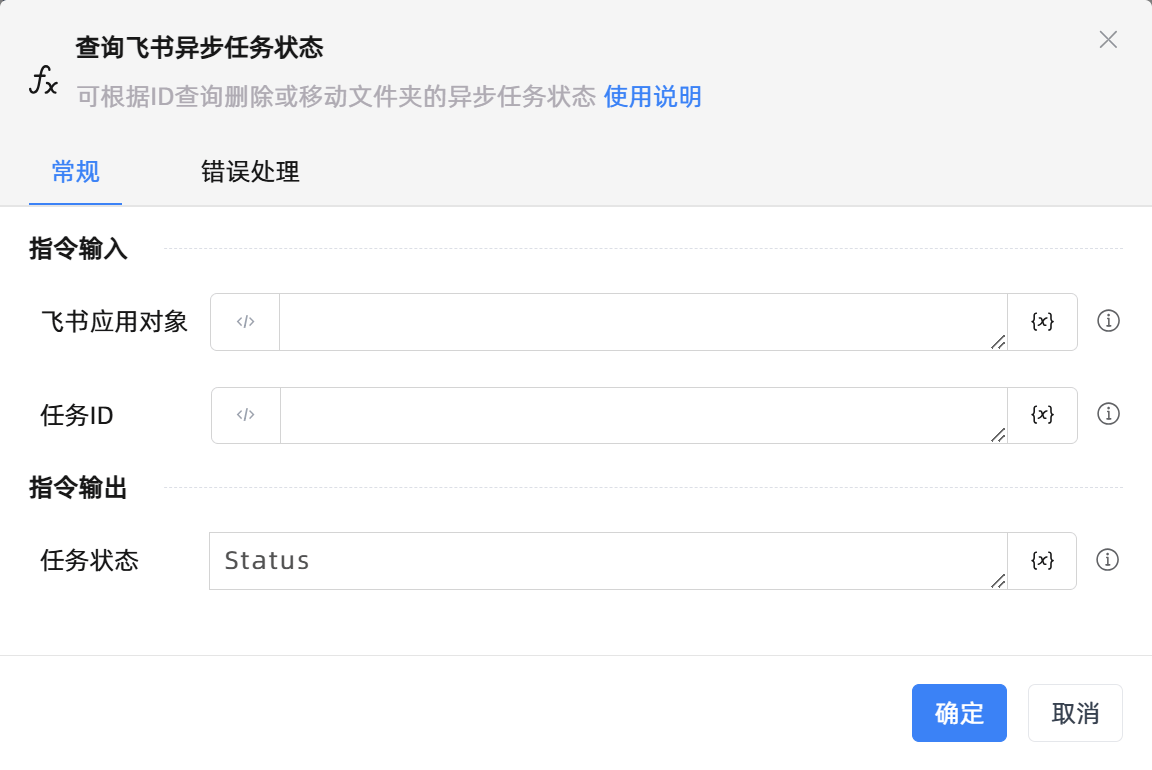 查询飞书异步任务状态
fx
可根据ID查询删除或移动文件夹的异步任务状态 使用说明
常规 错误处理
指令输入
飞书应用对象 </> {x}
任务ID </> {x}
指令输出
任务状态 Status {x}
确定 取消